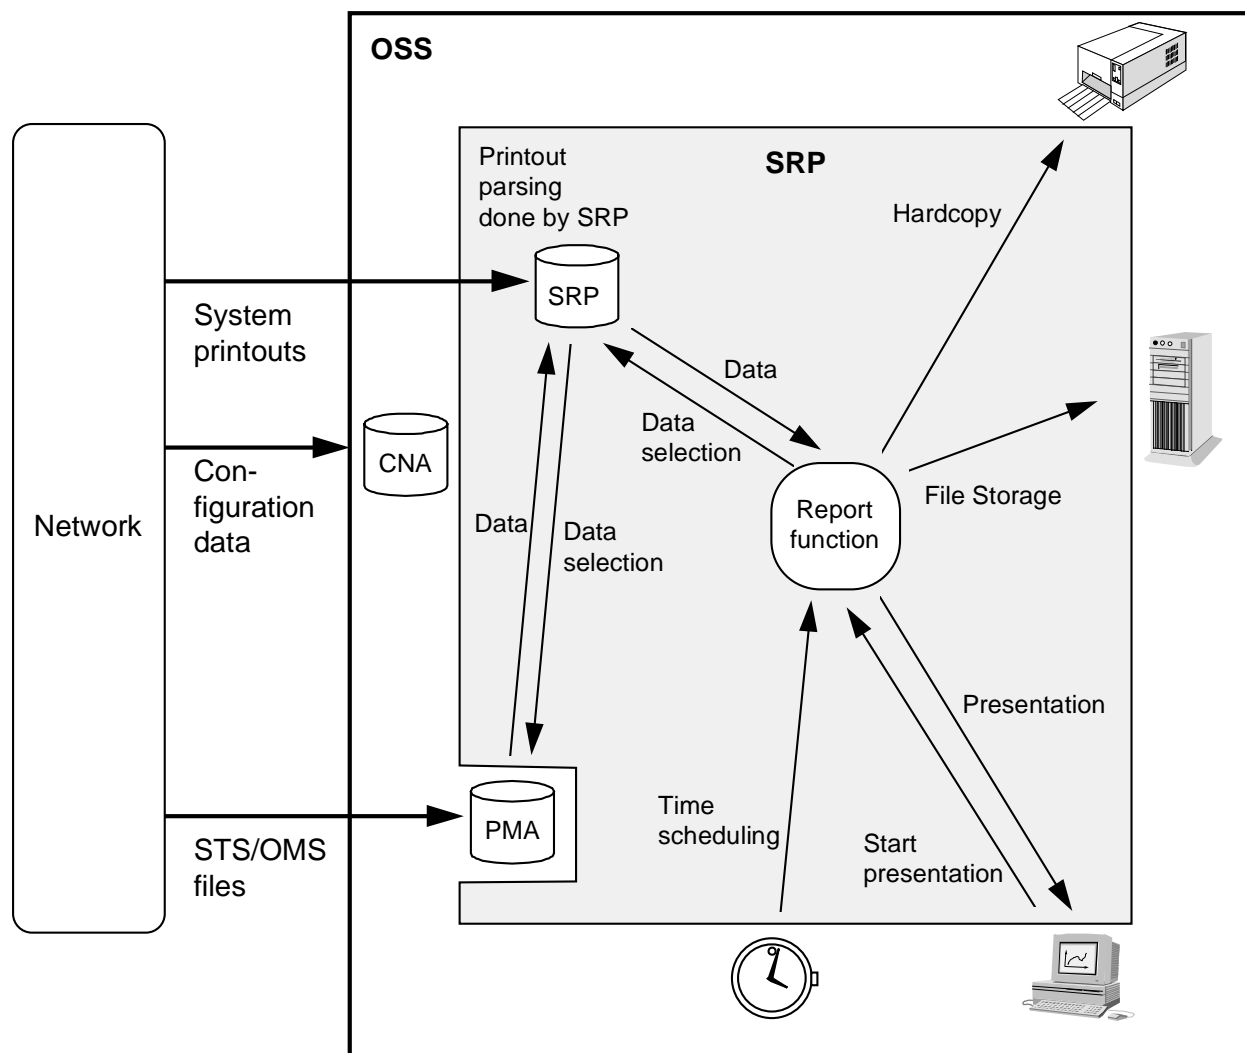 OSS
SRP
Printout
parsing
done by SRP
Hardcopy
SRP
System
printouts
Data
Data
selection
CNA
Con-
figuration
data
Network
Data
Data
selection
Report
function
File Storage
Presentation
PMA
STS/OMS
files
Time
scheduling
Start
presentation